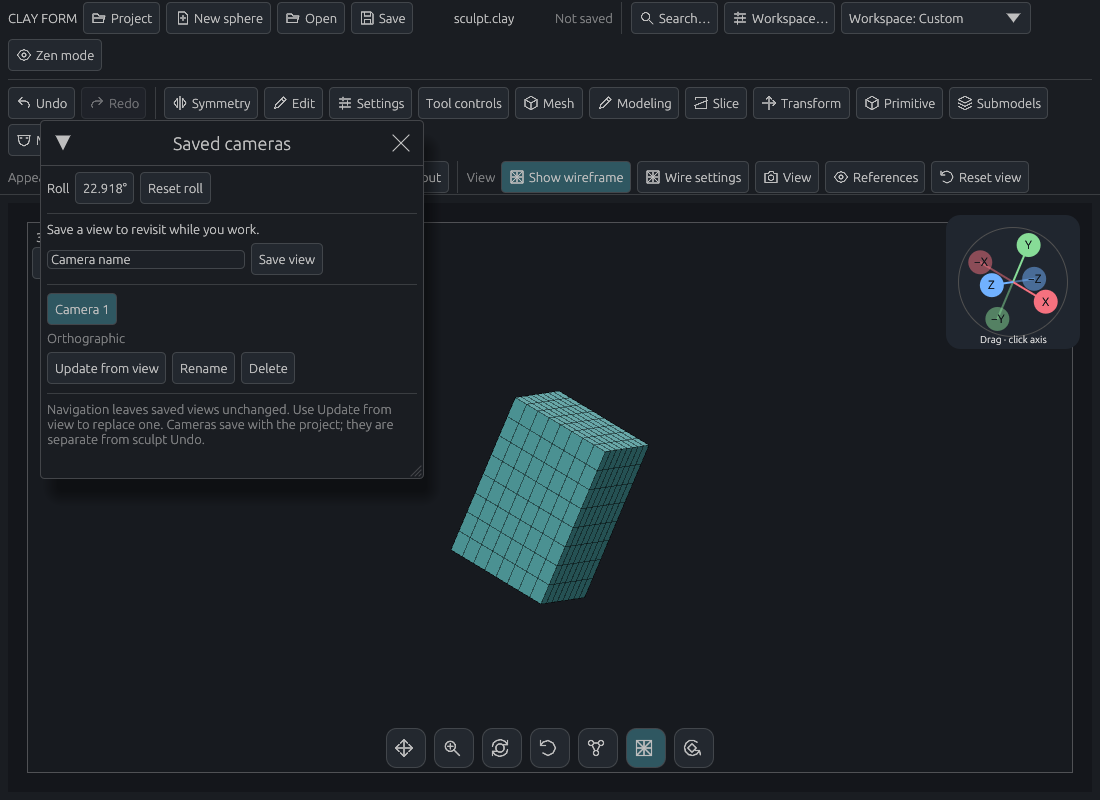 CLAY FORM Project New sphere Open Save sculpt.clay Not saved Search... Workspace... Workspace: Custom
Zen mode
Undo Redo Symmetry Edit Settings Tool controls Mesh Modeling Slice Transform Primitive Submodels
Saved cameras
View Show wireframe Wire settings View References Reset view
Roll 22.918° Reset roll
Save a view to revisit while you work.
Camera name Save view
Camera 1
Orthographic
Update from view Rename Delete
Navigation leaves saved views unchanged. Use Update from
view to replace one. Cameras save with the project; they are
separate from sculpt Undo.
Y
−X
−Z
Z
X
−Y
Drag · click axis